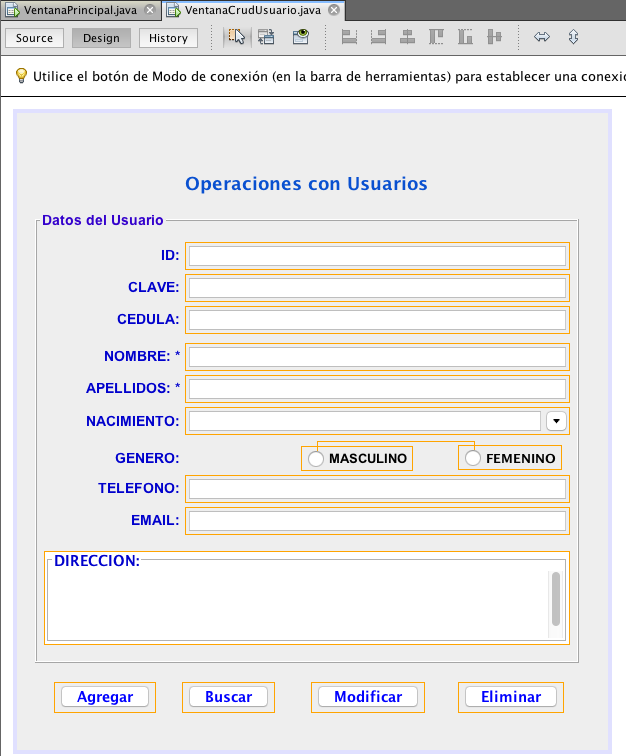 VentanaPrincipal.java VentanaCrudUsuario.java
Source Design History
Utilice el botón de Modo de conexión (en la barra de herramientas) para establecer una conexi
Operaciones con Usuarios
Datos del Usuario
ID:
CLAVE:
CEDULA:
NOMBRE: *
APELLIDOS: *
NACIMIENTO:
GENERO: MASCULINO FEMENINO
TELEFONO:
EMAIL:
DIRECCION:
Agregar Buscar Modificar Eliminar